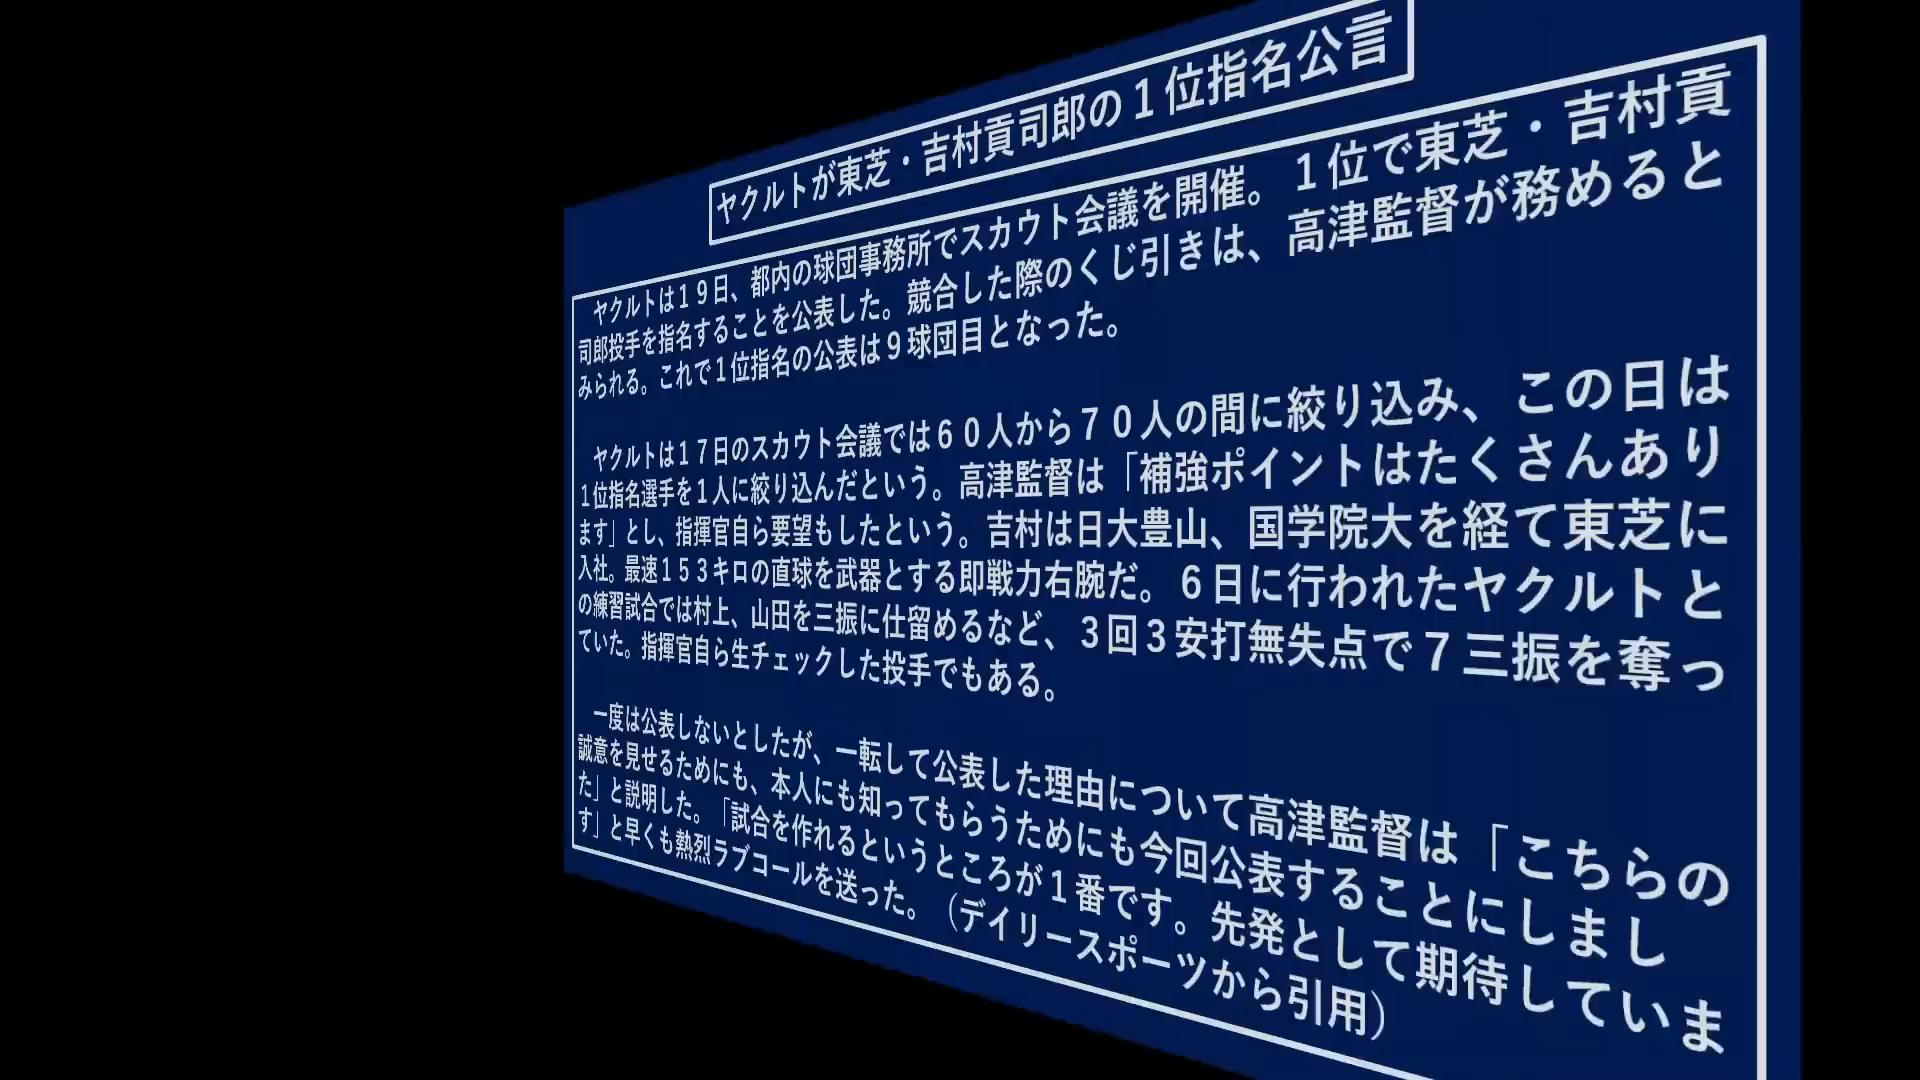 ヤクルトが東芝・吉村貢司郎の１位指名公言
ヤクルトは１９日、都内の球団事務所でスカウト会議を開催。１位で東芝・吉村貢
司郎投手を指名することを公表した。競合した際のくじ引きは、高津監督が務めると
みられる。これで１位指名の公表は９球団目となった。
ヤクルトは１７日のスカウト会議では６０人から７０人の間に絞り込み、この日は
１位指名選手を１人に絞り込んだという。高津監督は「補強ポイントはたくさんあり
ます」とし、指揮官自ら要望もしたという。吉村は日大豊山、国学院大を経て東芝に
入社。最速１５３キロの直球を武器とする即戦力右腕だ。６日に行われたヤクルトと
の練習試合では村上、山田を三振に仕留めるなど、３回３安打無失点で７三振を奪っ
ていた。指揮官自ら生チェックした投手でもある。
一度は公表しないとしたが、一転して公表した理由について高津監督は「こちらの
誠意を見せるためにも、本人にも知ってもらうためにも今回公表することにしまし
た」と説明した。「試合を作れるというところが１番です。先発として期待していま
す」と早くも熱烈ラブコールを送った。（デイリースポーツから引用）